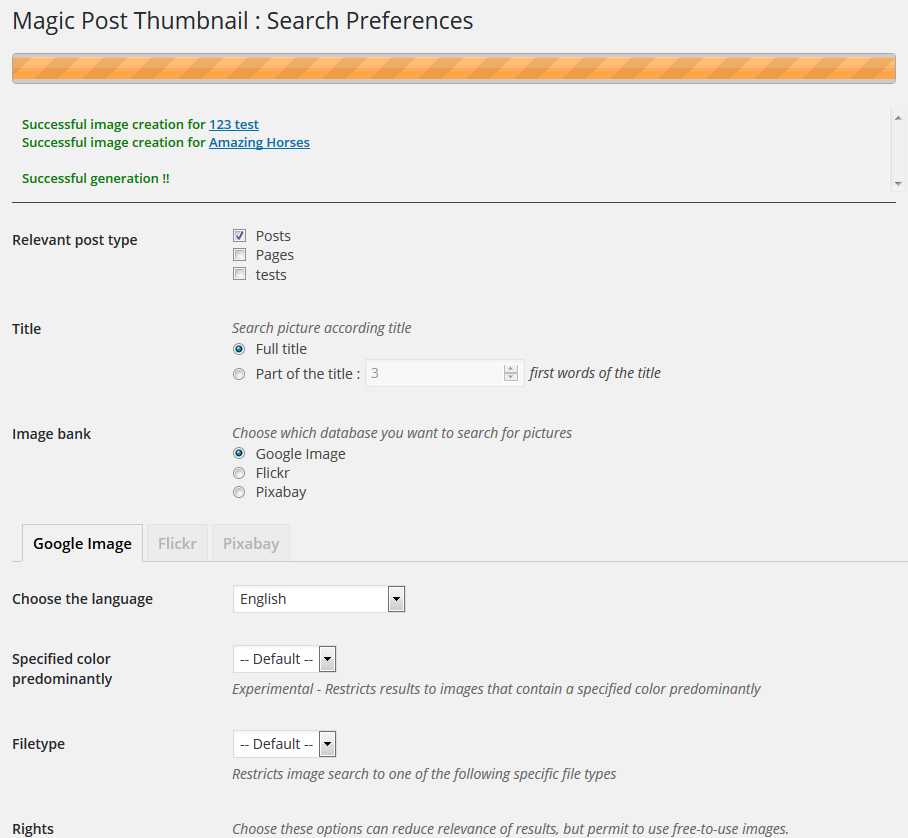 Magic Post Thumbnail : Search Preferences
Successful image creation for 123 test
Successful image creation for Amazing Horses
Successful generation !!
Relevant post type
Posts
Pages
tests
Title
Search picture according title
Full title
Part of the title : 3 first words of the title
Image bank
Choose which database you want to search for pictures
Google Image
Flickr
Pixabay
Google Image Flickr Pixabay
Choose the language English
Specified color predominantly
-- Default --
Experimental - Restricts results to images that contain a specified color predominantly
Filetype -- Default --
Restricts image search to one of the following specific file types
Rights Choose these options can reduce relevance of results, but permit to use free-to-use images.